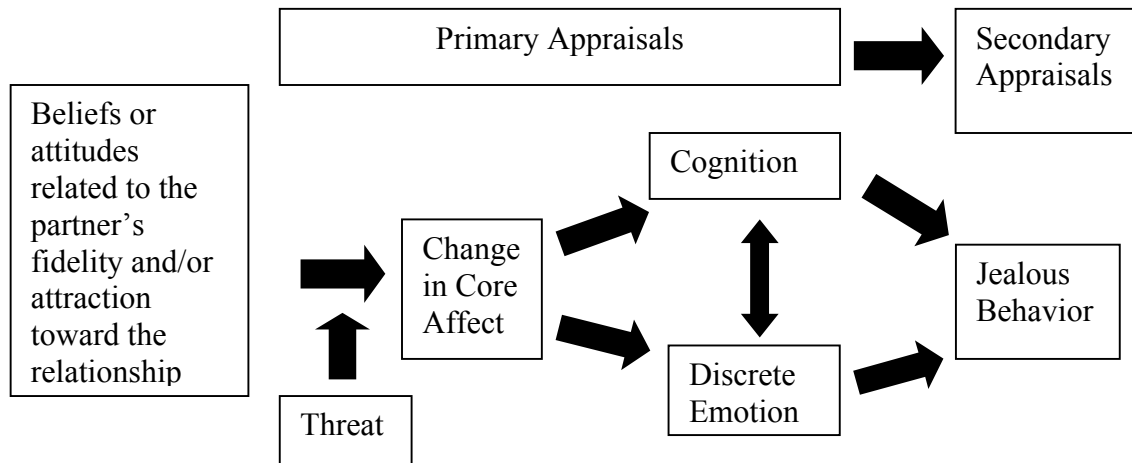 Primary Appraisals
Secondary
Appraisals
Beliefs or
attitudes
related to the
partner’s
fidelity and/or
attraction
toward the
relationship
Threat
Change
in Core
Affect
Cognition
Discrete
Emotion
Jealous
Behavior